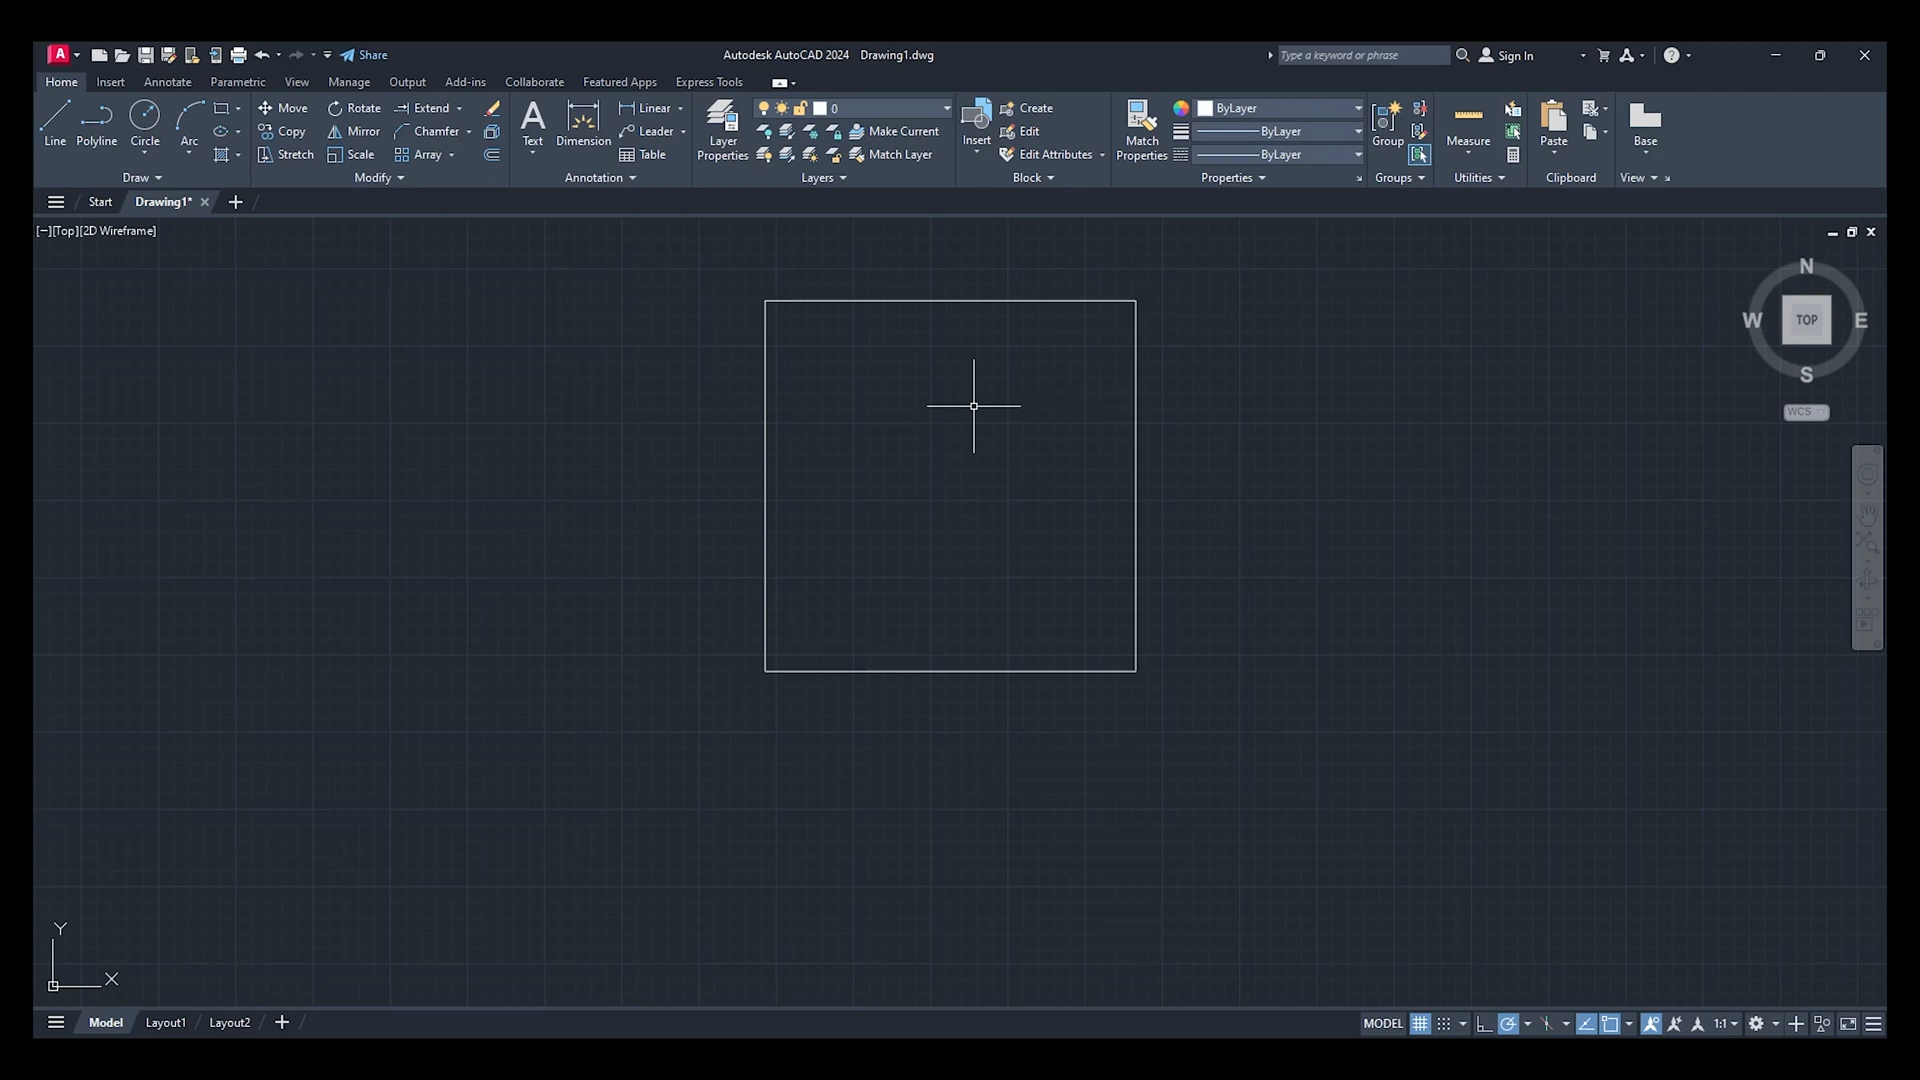 A Share Autodesk AutoCAD 2024 Drawing1.dwg Type a keyword or phrase Sign In
Home Insert Annotate Parametric View Manage Output Add-ins Collaborate Featured Apps Express Tools
Line Polyline Circle Arc
Move Rotate Extend
Copy Mirror Chamfer
Stretch Scale Array
A Text Dimension
Linear
Leader
Table
Layer
Properties
0
Make Current
Match Layer
Insert
Create
Edit
Edit Attributes
Match
Properties
ByLayer
ByLayer
ByLayer
Group Measure Paste Base
Draw Modify Annotation Layers Block Properties Groups Utilities Clipboard View
Start Drawing1* +
[−][Top][2D Wireframe]
N
W TOP E
S
WCS
Y
X
Model Layout1 Layout2 +
MODEL 1:1